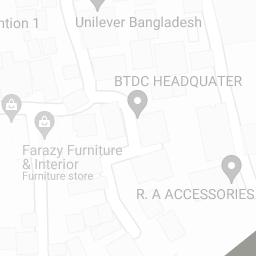 Unilever Bangladesh
ntion 1
BTDC HEADQUATER
Farazy Furniture
& Interior
Furniture store
R. A ACCESSORIES